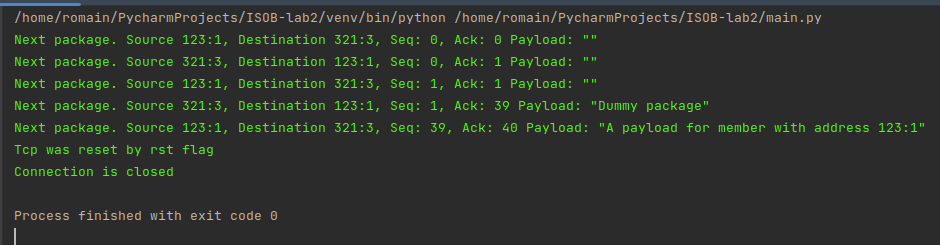 /home/romain/PycharmProjects/ISOB-lab2/venv/bin/python /home/romain/PycharmProjects/ISOB-lab2/main.py
Next package. Source 123:1, Destination 321:3, Seq: 0, Ack: 0 Payload: ""
Next package. Source 321:3, Destination 123:1, Seq: 0, Ack: 1 Payload: ""
Next package. Source 123:1, Destination 321:3, Seq: 1, Ack: 1 Payload: ""
Next package. Source 321:3, Destination 123:1, Seq: 1, Ack: 39 Payload: "Dummy package"
Next package. Source 123:1, Destination 321:3, Seq: 39, Ack: 40 Payload: "A payload for member with address 123:1"
Tcp was reset by rst flag
Connection is closed
Process finished with exit code 0